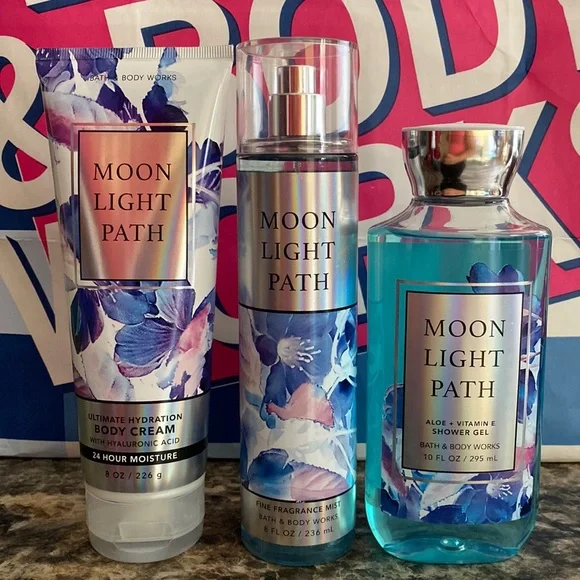 & BODY
WORKS
BATH & BODY WORKS
MOON
LIGHT
PATH
ULTIMATE HYDRATION
BODY CREAM
WITH HYALURONIC ACID
24 HOUR MOISTURE
8 OZ / 226 g
MOON
LIGHT
PATH
FINE FRAGRANCE MIST
BATH & BODY WORKS
8 FL OZ / 236 mL
MOON
LIGHT
PATH
ALOE + VITAMIN E
SHOWER GEL
BATH & BODY WORKS
10 FL OZ / 295 mL